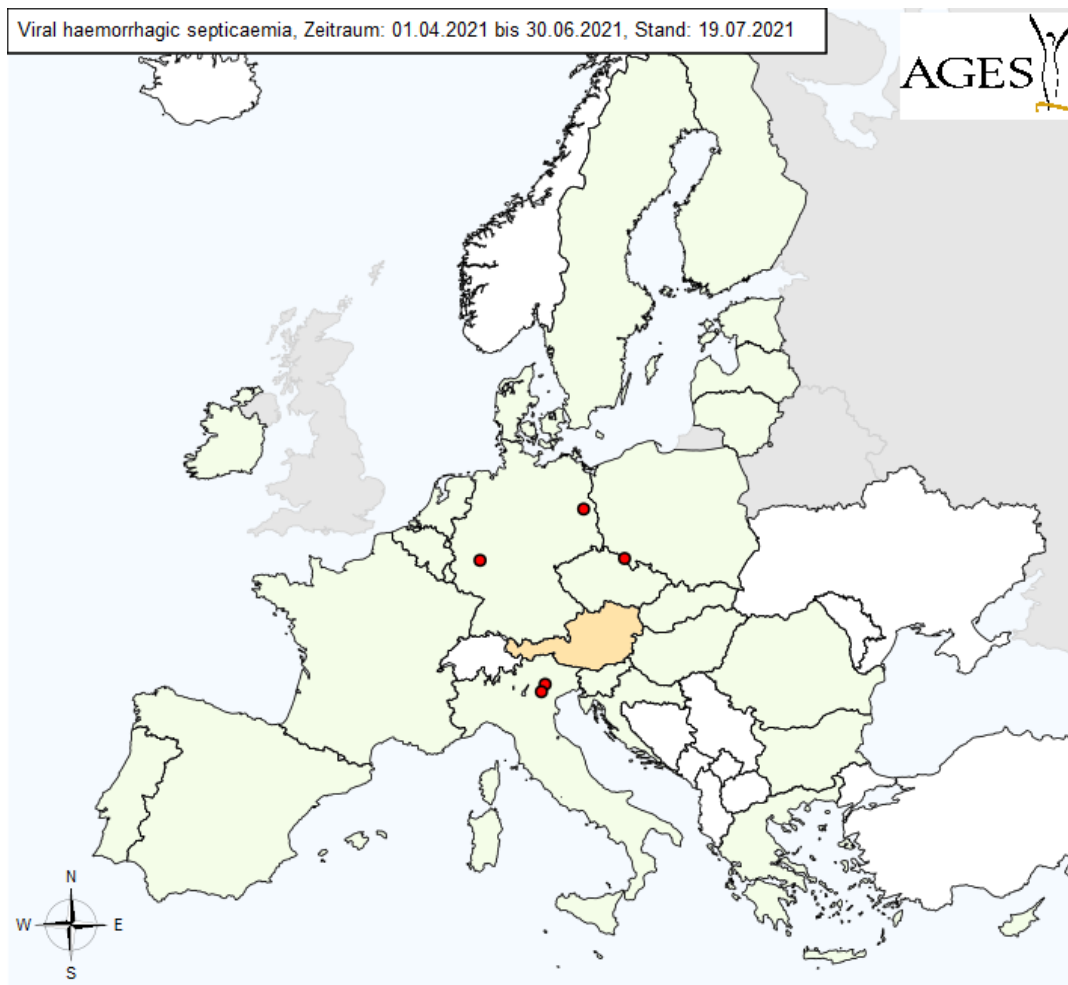 Viral haemorrhagic septicaemia, Zeitraum: 01.04.2021 bis 30.06.2021, Stand: 19.07.2021
AGES
N
W E
S